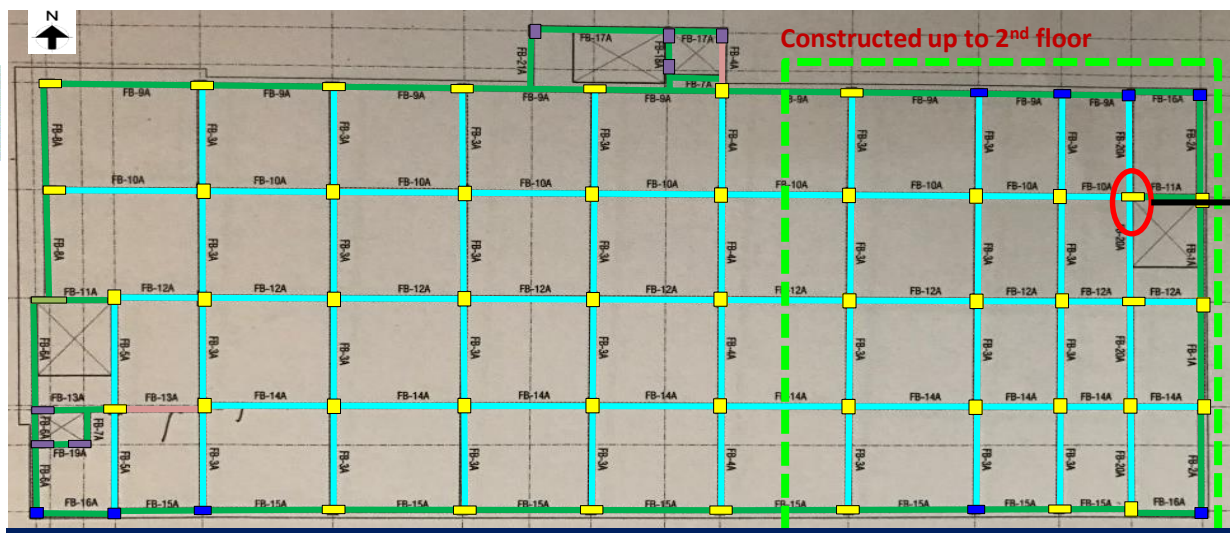 N
Constructed up to 2nd floor
FB-17A FB-17A
FB-21A FB-18A FB-4A
FB-7A
FB-9A FB-9A FB-9A FB-9A FB-9A FB-9A FB-9A FB-9A FB-9A FB-16A
FB-8A FB-3A FB-3A FB-3A FB-3A FB-4A FB-3A FB-3A FB-3A FB-20A FB-2A
FB-10A FB-10A FB-10A FB-10A FB-10A FB-10A FB-10A FB-10A FB-10A FB-11A
FB-8A FB-3A FB-3A FB-3A FB-3A FB-4A FB-3A FB-3A FB-3A FB-1A
FB-11A FB-12A FB-12A FB-12A FB-12A FB-12A FB-12A FB-12A FB-12A FB-12A FB-12A
FB-6A FB-5A FB-3A FB-3A FB-3A FB-3A FB-4A FB-3A FB-3A FB-3A FB-20A FB-1A
FB-13A FB-13A FB-14A FB-14A FB-14A FB-14A FB-14A FB-14A FB-14A FB-14A FB-14A
FB-6A FB-7A
FB-19A
FB-6A FB-5A FB-3A FB-3A FB-3A FB-3A FB-4A FB-3A FB-3A FB-20A FB-2A
FB-16A FB-15A FB-15A FB-15A FB-15A FB-15A FB-15A FB-15A FB-15A FB-15A FB-16A